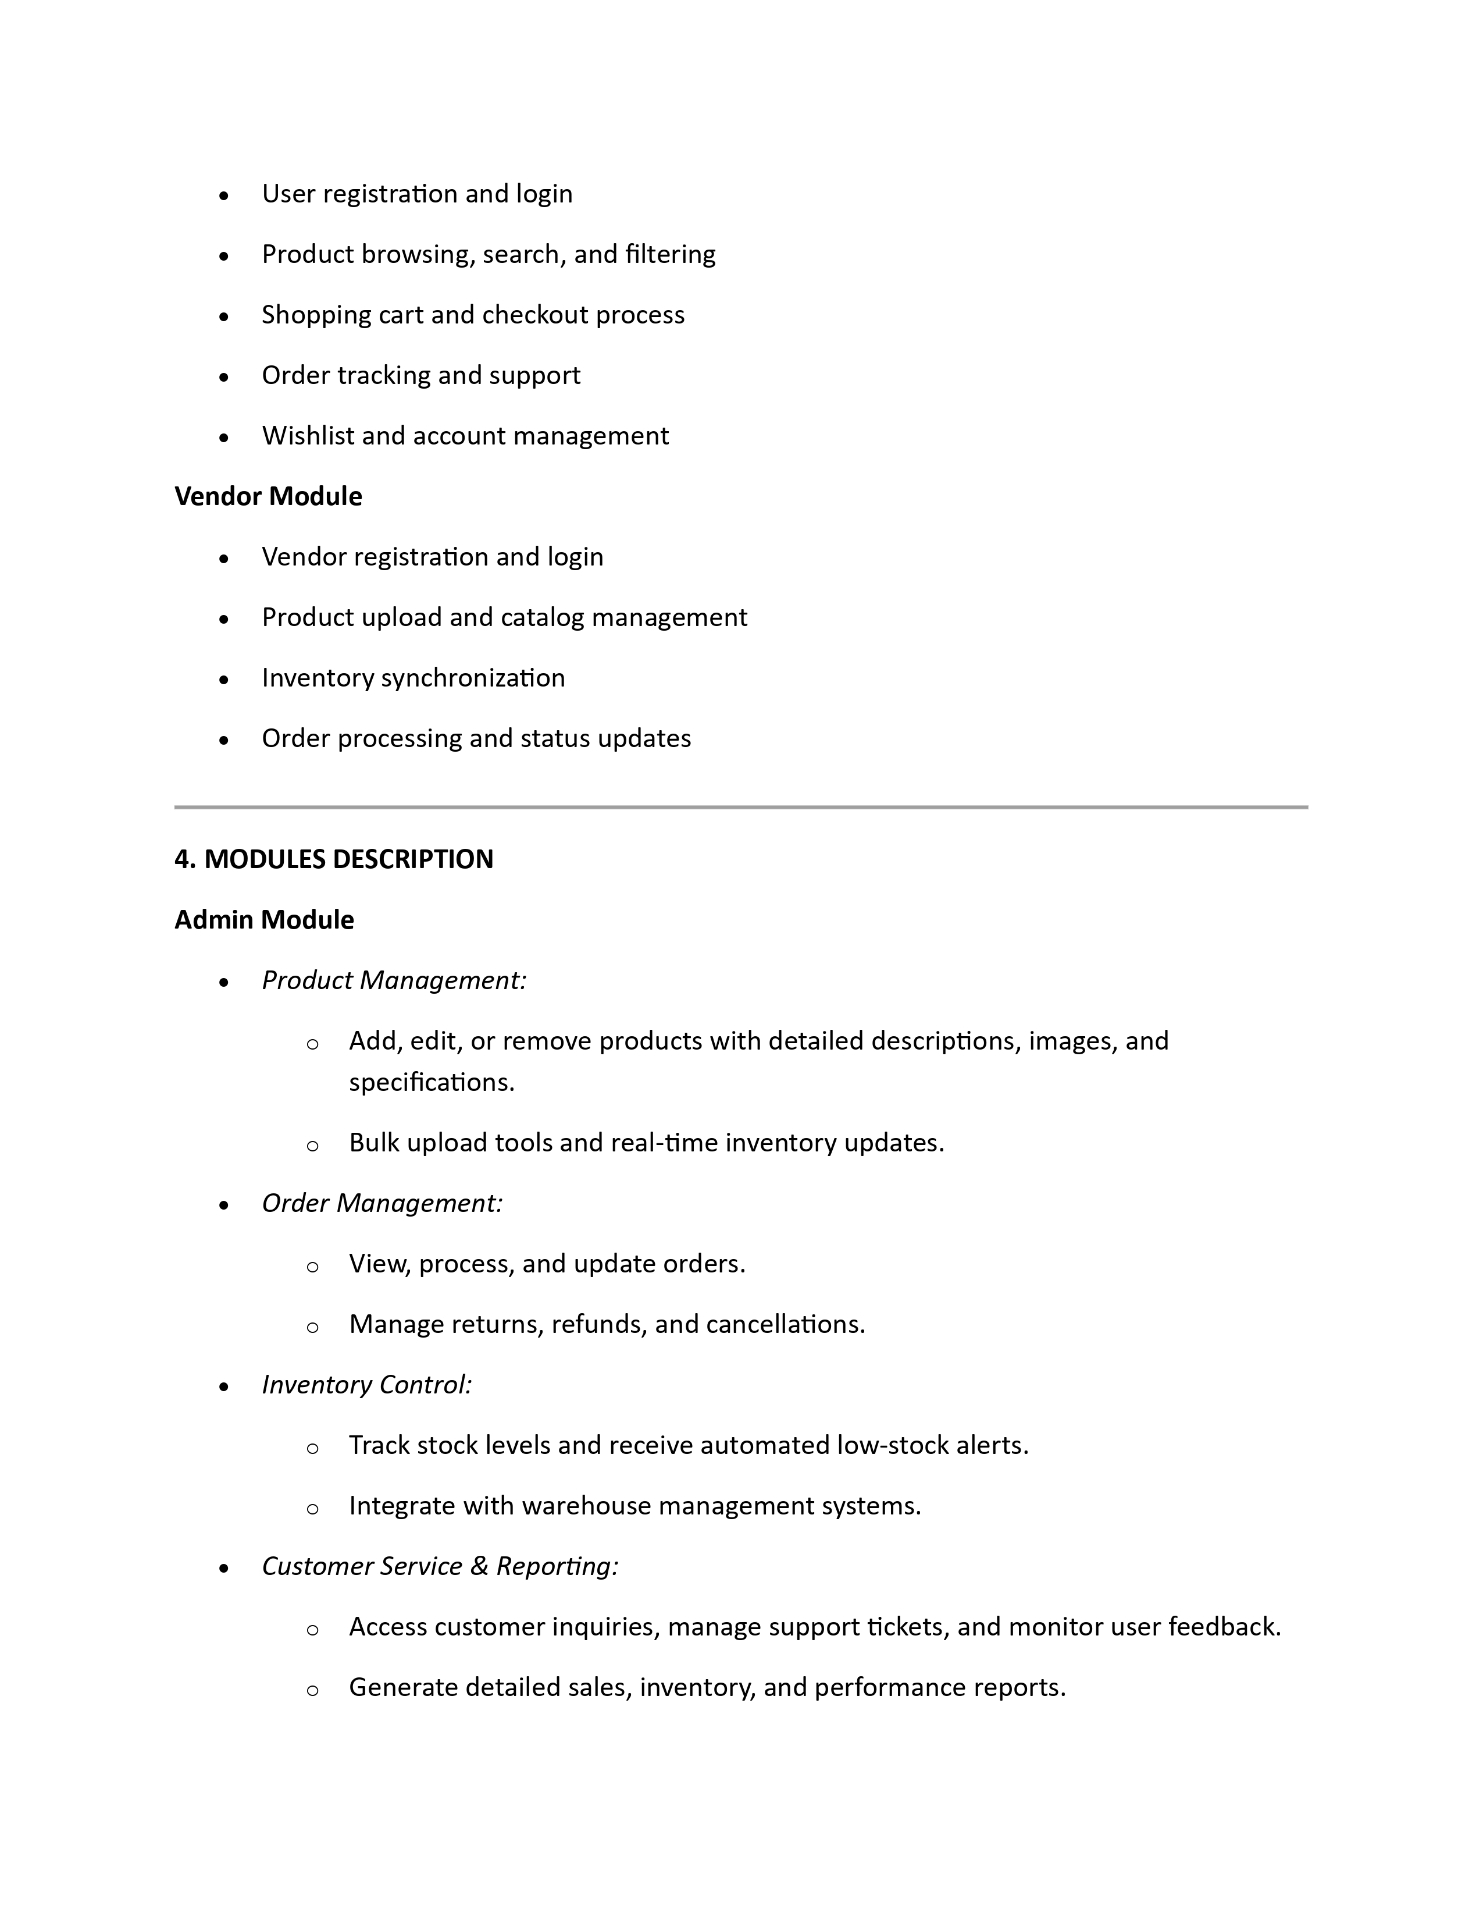 • User registration and login
• Product browsing, search, and filtering
• Shopping cart and checkout process
• Order tracking and support
• Wishlist and account management
Vendor Module
• Vendor registration and login
• Product upload and catalog management
• Inventory synchronization
• Order processing and status updates
4. MODULES DESCRIPTION
Admin Module
• Product Management:
o Add, edit, or remove products with detailed descriptions, images, and
specifications.
o Bulk upload tools and real-time inventory updates.
• Order Management:
o View, process, and update orders.
o Manage returns, refunds, and cancellations.
• Inventory Control:
o Track stock levels and receive automated low-stock alerts.
o Integrate with warehouse management systems.
• Customer Service & Reporting:
o Access customer inquiries, manage support tickets, and monitor user feedback.
o Generate detailed sales, inventory, and performance reports.